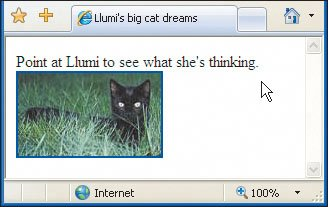 Llumi's big cat dreams
Point at Llumi to see what she's thinking.
Internet
100%